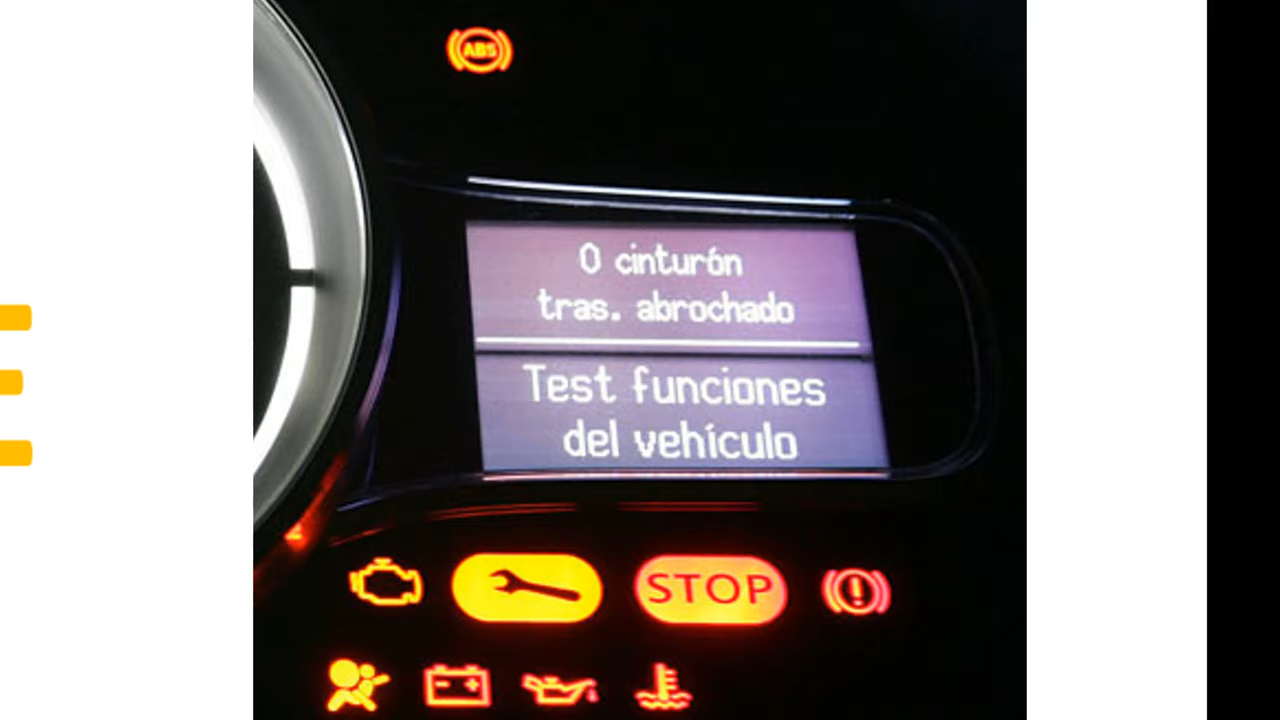 ABS
0 cinturón
tras. abrochado
Test funciones
del vehículo
STOP